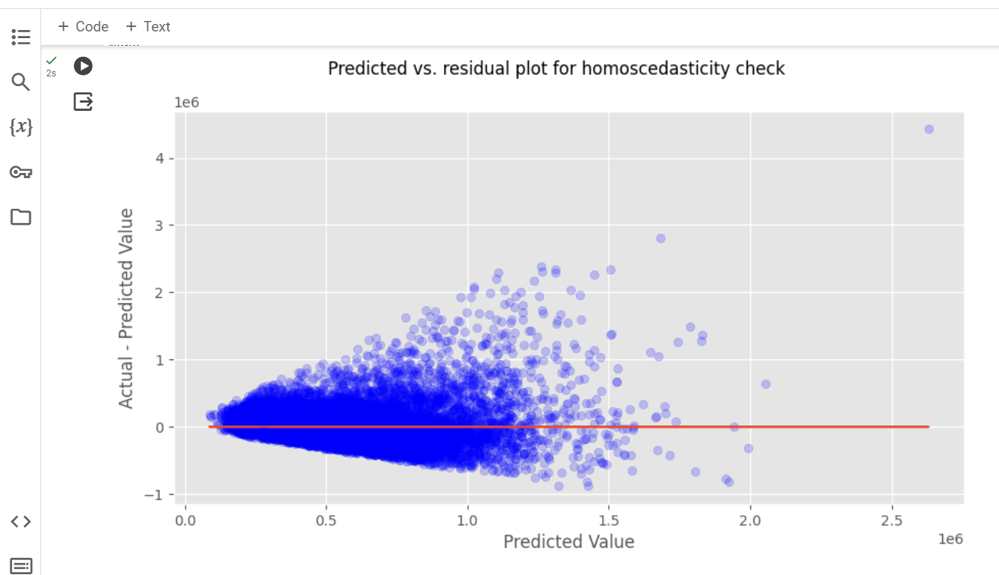 + Code + Text
2s
{x}
Predicted vs. residual plot for homoscedasticity check
1e6
4
3
2
1
0
−1
Actual - Predicted Value
0.0 0.5 1.0 1.5 2.0 2.5
1e6
Predicted Value